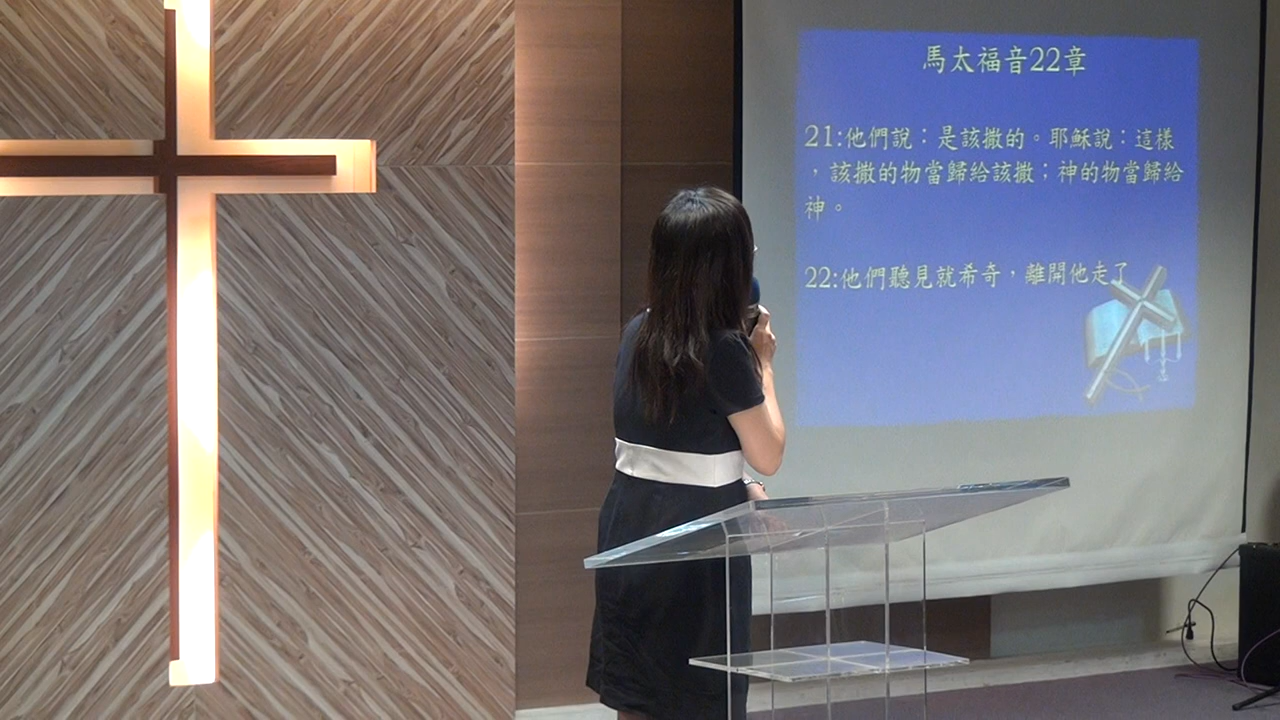 馬太福音22章
21:他們說：是該撒的。耶穌說：這樣
，該撒的物當歸給該撒；神的物當歸給
神。
22:他們聽見就希奇，離開他走了